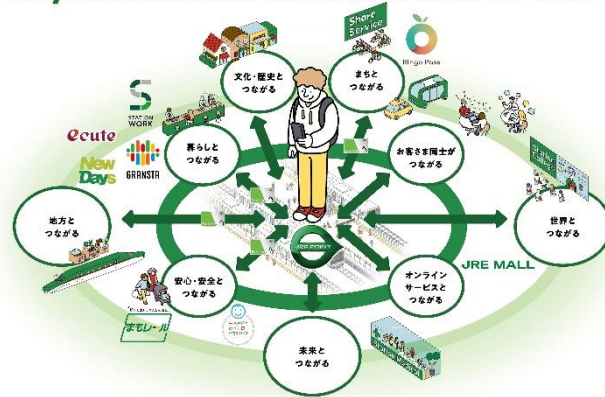 文化・歴史と
つながる
まちと
つながる
Share
Service
Ringo Pass
STATION
WORK
ecute
New
Days
GRANSTA
暮らしと
つながる
お客さま同士が
つながる
地方と
つながる
世界と
つながる
JRE POINT
JRE MALL
安心・安全と
つながる
オンライン
サービスと
つながる
まもレール
未来と
つながる